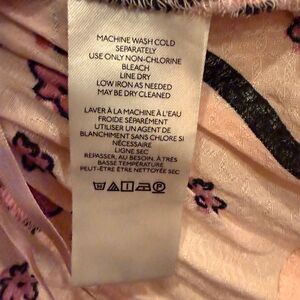 MACHINE WASH COLD
SEPARATELY
USE ONLY NON-CHLORINE
BLEACH
LINE DRY
LOW IRON AS NEEDED
MAY BE DRY CLEANED
LAVER À LA MACHINE À L'EAU
FROIDE SÉPARÉMENT
UTILISER UN AGENT DE
BLANCHIMENT SANS CHLORE SI
NÉCESSAIRE
LIGNE SEC
REPASSER, AU BESOIN, À TRÈS
BASSE TEMPÉRATURE
PEUT-ÊTRE ÊTRE NETTOYÉE SEC